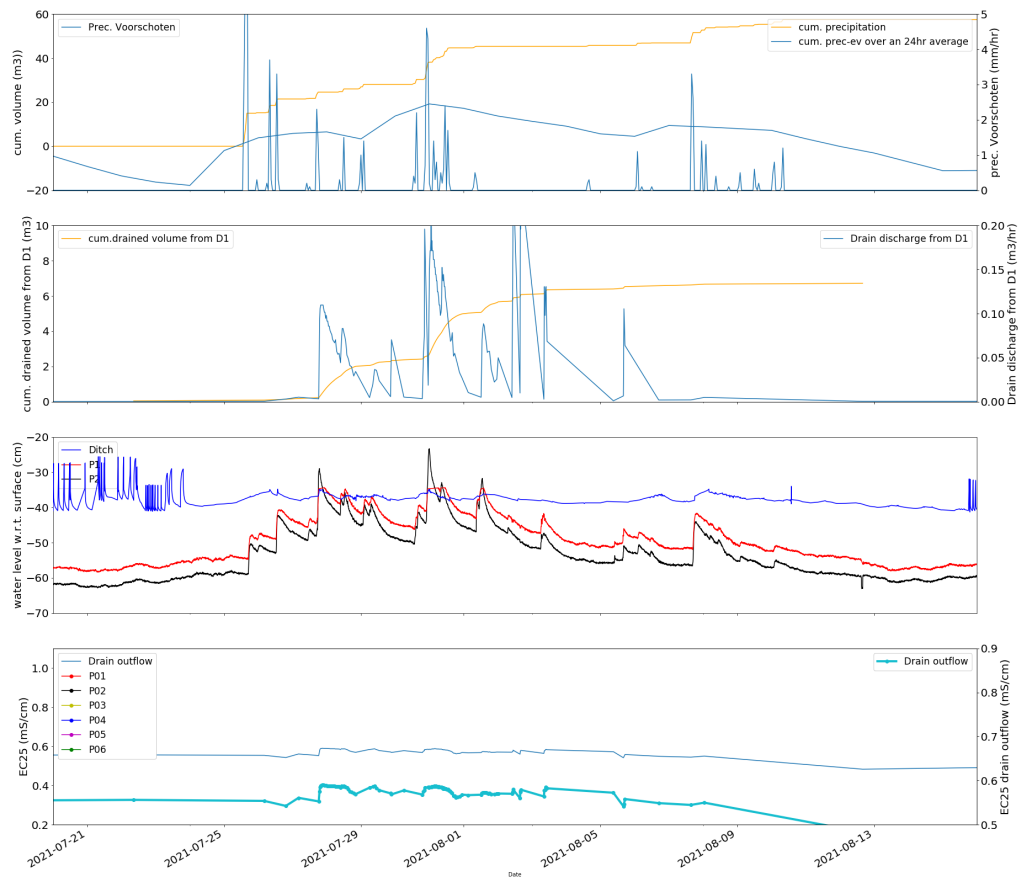 60
40
20
0
−20
cum. volume (m3))
Prec. Voorschoten
cum. precipitation
cum. prec-ev over an 24hr average
5
4
3
2
1
0
prec. Voorschoten (mm/hr)
10
8
6
4
2
0
cum. drained volume from D1 (m3)
cum.drained volume from D1
Drain discharge from D1
0.20
0.15
0.10
0.05
0.00
Drain discharge from D1 (m3/hr)
−20
−30
−40
−50
−60
−70
water level w.r.t. surface (cm)
Ditch
P1
P2
1.0
0.8
0.6
0.4
0.2
EC25 (mS/cm)
Drain outflow
P01
P02
P03
P04
P05
P06
Drain outflow
0.9
0.8
0.7
0.6
0.5
EC25 drain outflow (mS/cm)
2021-07-21
2021-07-25
2021-07-29
2021-08-01
2021-08-05
2021-08-09
2021-08-13
Date